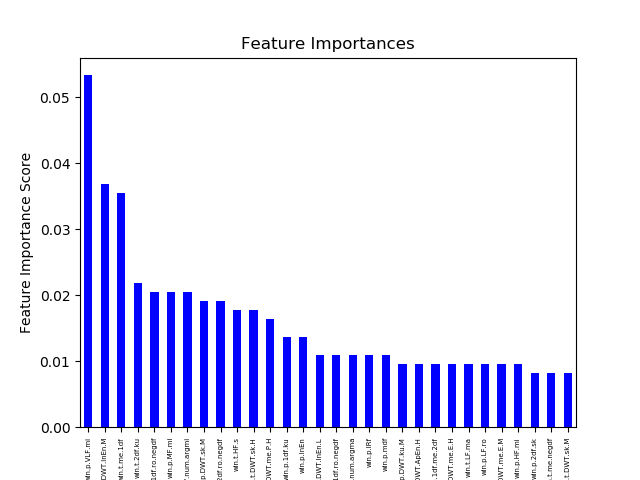 Feature Importances
Feature Importance Score
0.05
0.04
0.03
0.02
0.01
0.00
win.p.VLF.mi
DWT.InEn.M
win.t.me.1df
win.t.2df.ku
1df.ro.negdf
win.p.MF.mi
.num.argmi
p.DWT.sk.M
2df.ro.negdf
win.t.HF.s
t.DWT.sk.H
DWT.me.P.H
win.p.1df.ku
win.p.InEn
DWT.InEn.L
1df.ro.negdf
.num.argma
win.p.IRf
win.p.mdf
p.DWT.ku.M
DWT.ApEn.H
.1df.me.2df
DWT.me.E.H
win.t.LF.ma
win.p.LF.ro
DWT.me.E.M
win.p.HF.mi
win.p.2df.sk
.t.me.negdf
.t.DWT.sk.M